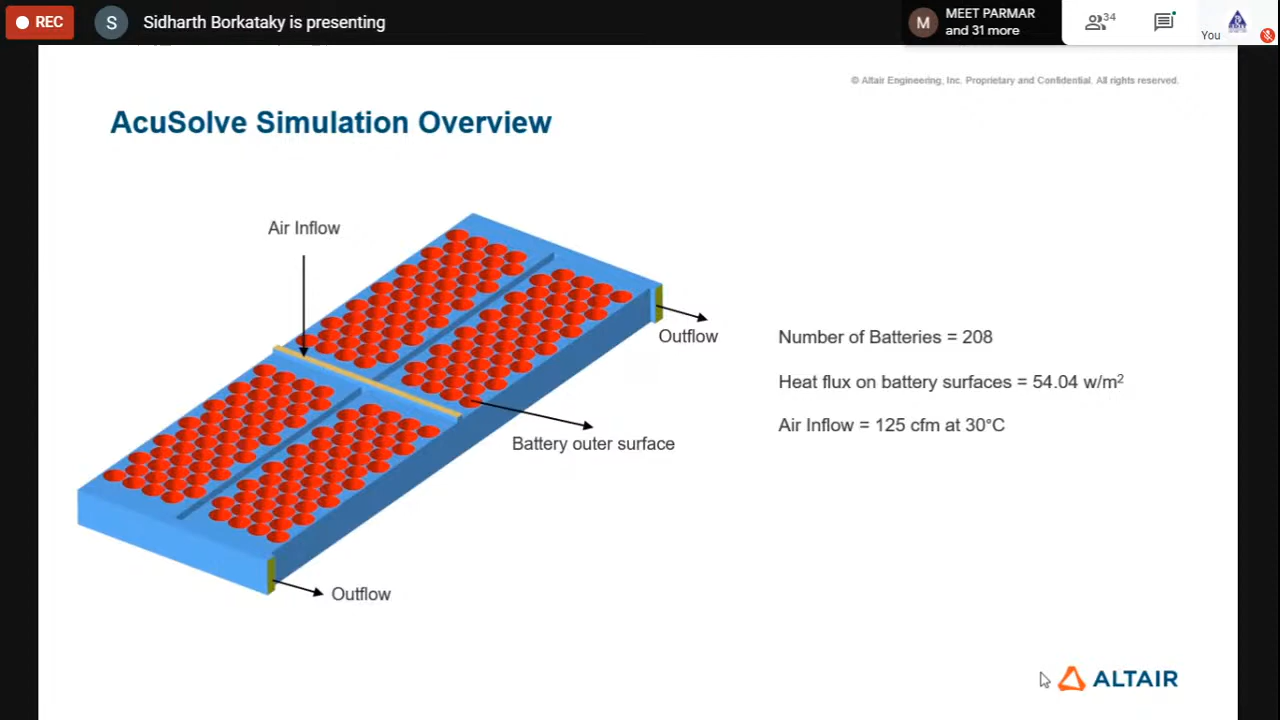 REC
S
Sidharth Borkataky is presenting
M
MEET PARMAR
and 31 more
34
You
© Altair Engineering, Inc. Proprietary and Confidential. All rights reserved.
AcuSolve Simulation Overview
Air Inflow
Outflow
Number of Batteries = 208
Heat flux on battery surfaces = 54.04 w/m²
Air Inflow = 125 cfm at 30°C
Battery outer surface
Outflow
ALTAIR